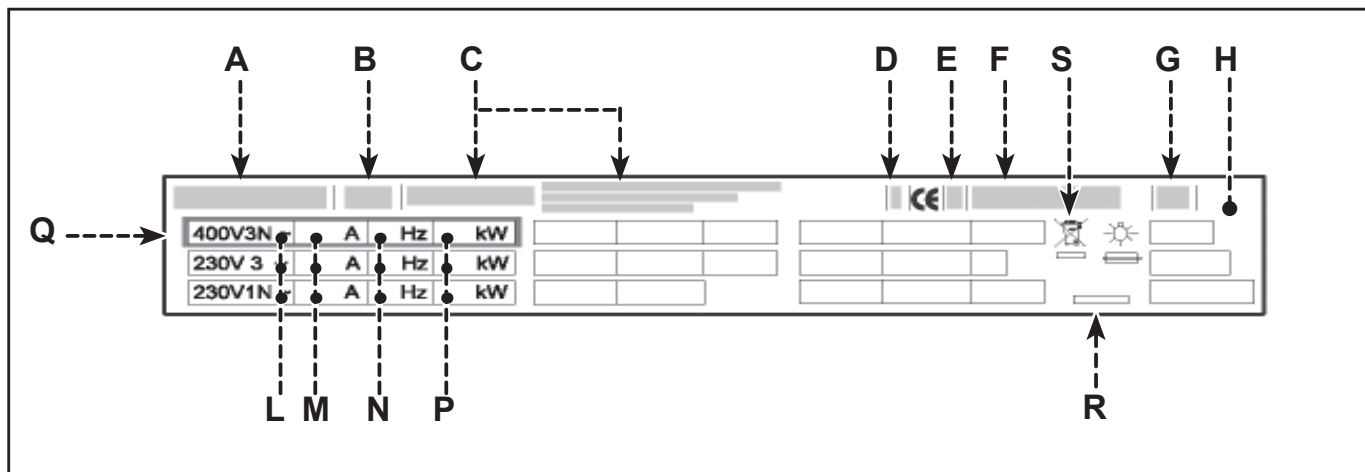 A B C D E F S G H
CE
Q
400V3N ~ A Hz kW
230V 3 ~ A Hz kW
230V1N ~ A Hz kW
L M N P
R